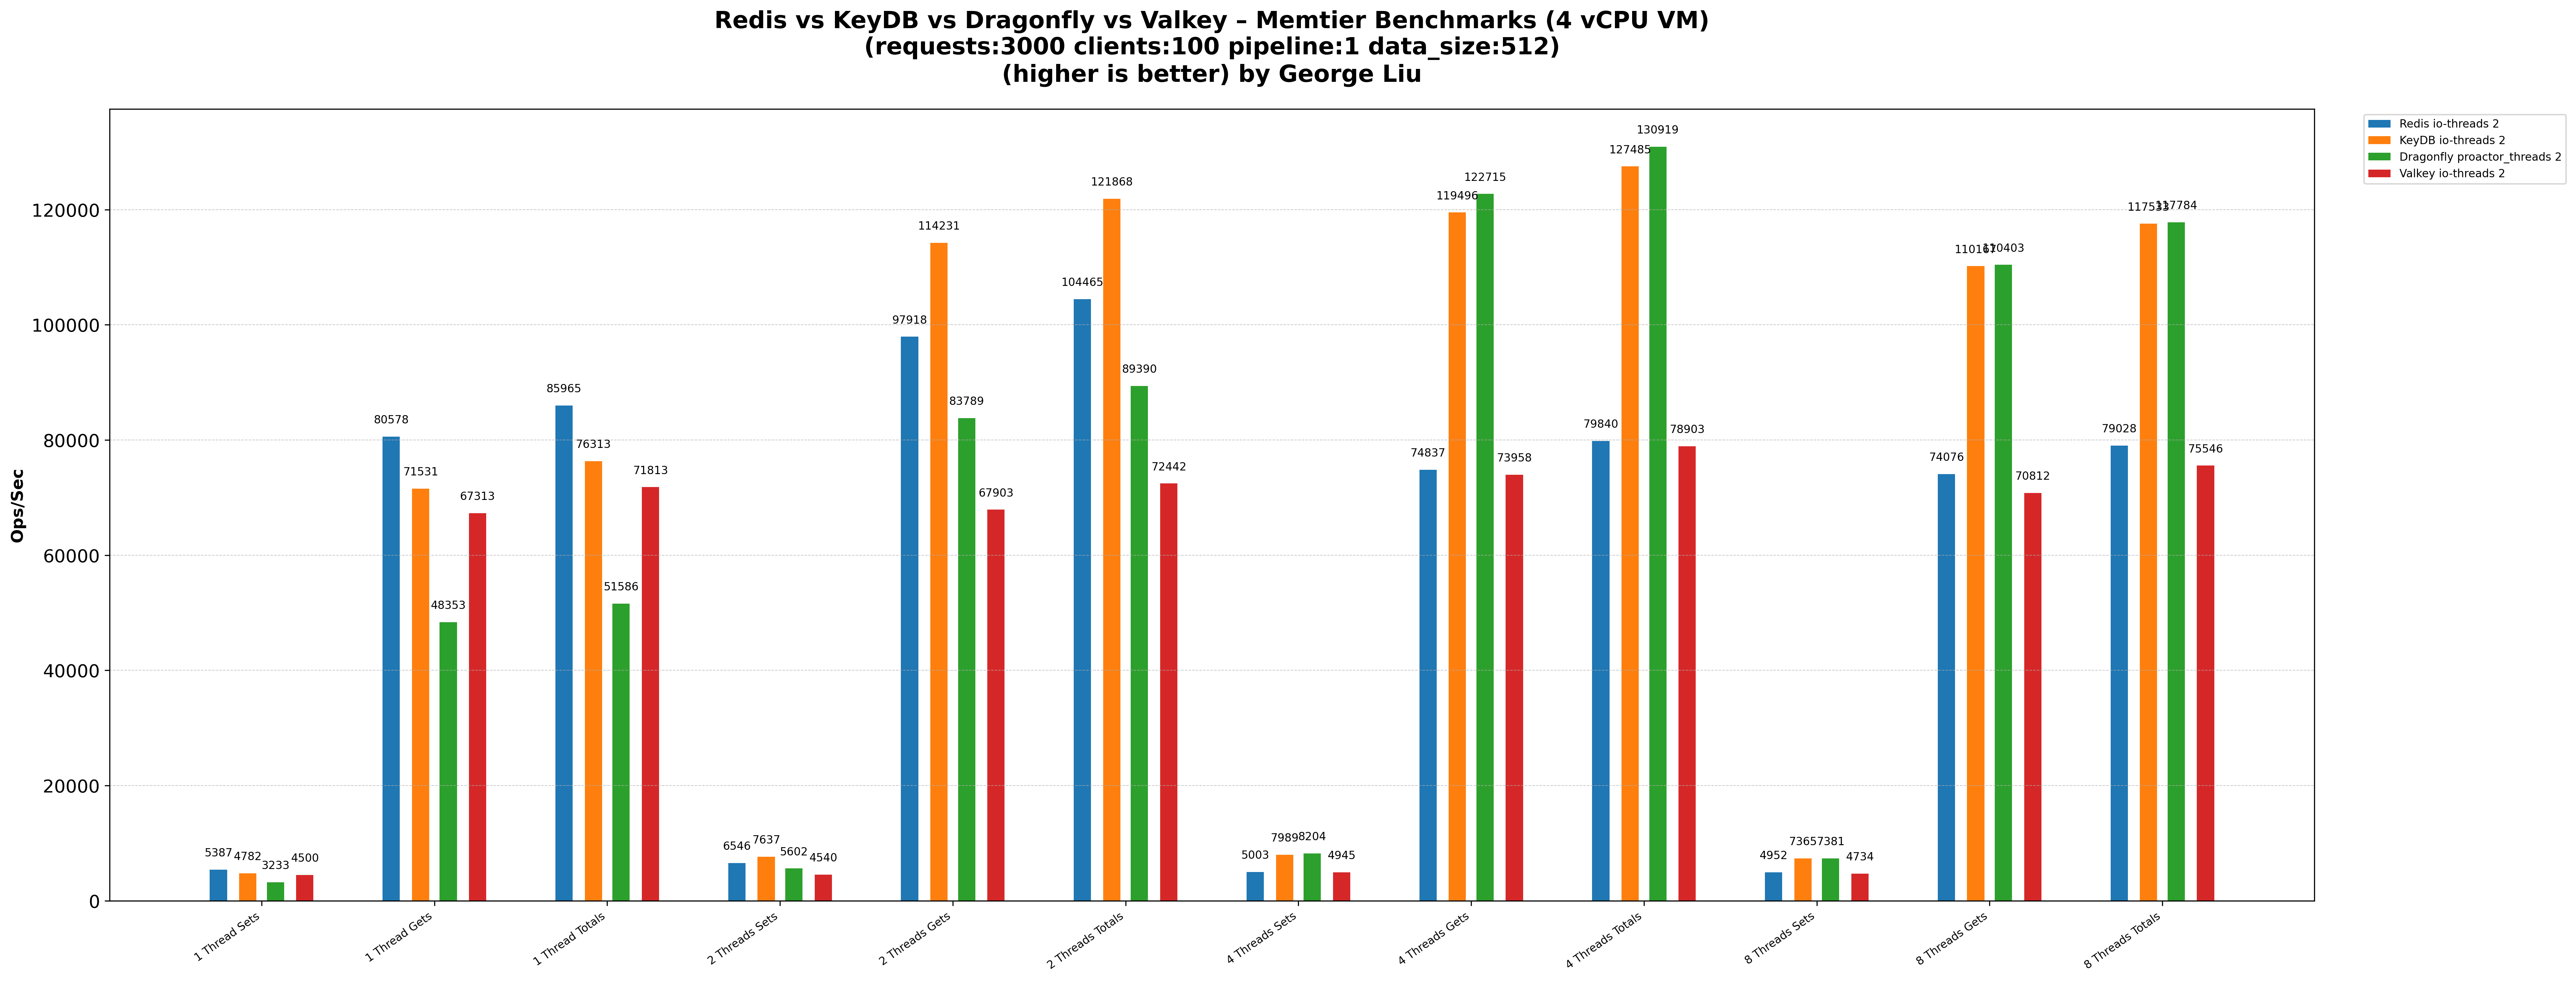 Redis vs KeyDB vs Dragonfly vs Valkey – Memtier Benchmarks (4 vCPU VM)
(requests:3000 clients:100 pipeline:1 data_size:512)
(higher is better) by George Liu
Redis io-threads 2
KeyDB io-threads 2
Dragonfly proactor_threads 2
Valkey io-threads 2
Ops/Sec
120000
100000
80000
60000
40000
20000
0
5387 4782 3233 4500
80578 71531 48353 67313
85965 76313 51586 71813
6546 7637 5602 4540
97918 114231 83789 67903
104465 121868 89390 72442
5003 7989 8204 4945
74837 119496 122715 73958
79840 127485 130919 78903
4952 7365 7381 4734
74076 110167 110403 70812
79028 117533 117784 75546
1 Thread Sets
1 Thread Gets
1 Thread Totals
2 Threads Sets
2 Threads Gets
2 Threads Totals
4 Threads Sets
4 Threads Gets
4 Threads Totals
8 Threads Sets
8 Threads Gets
8 Threads Totals